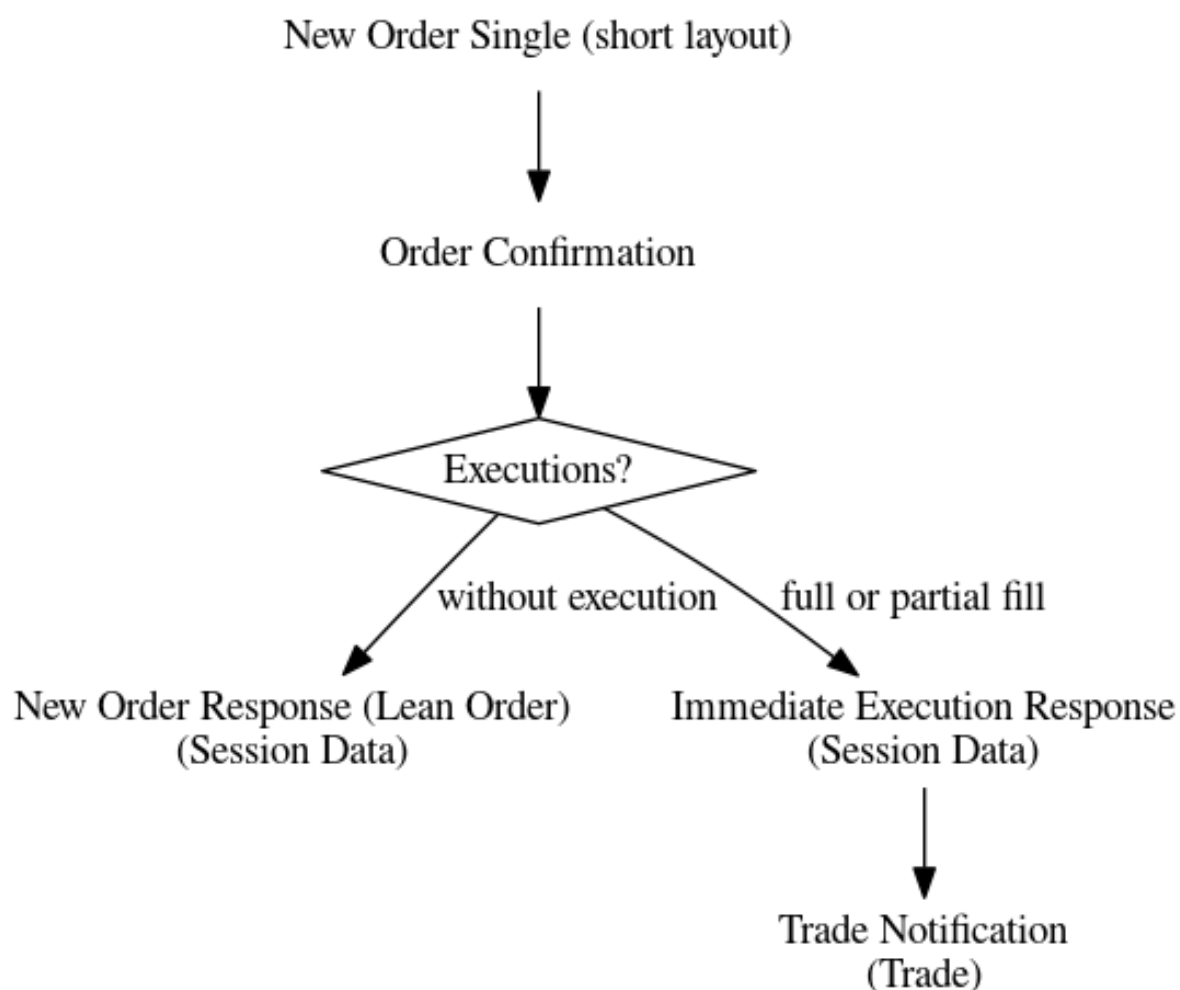 New Order Single (short layout)
Order Confirmation
Executions?
without execution
full or partial fill
New Order Response (Lean Order)
(Session Data)
Immediate Execution Response
(Session Data)
Trade Notification
(Trade)